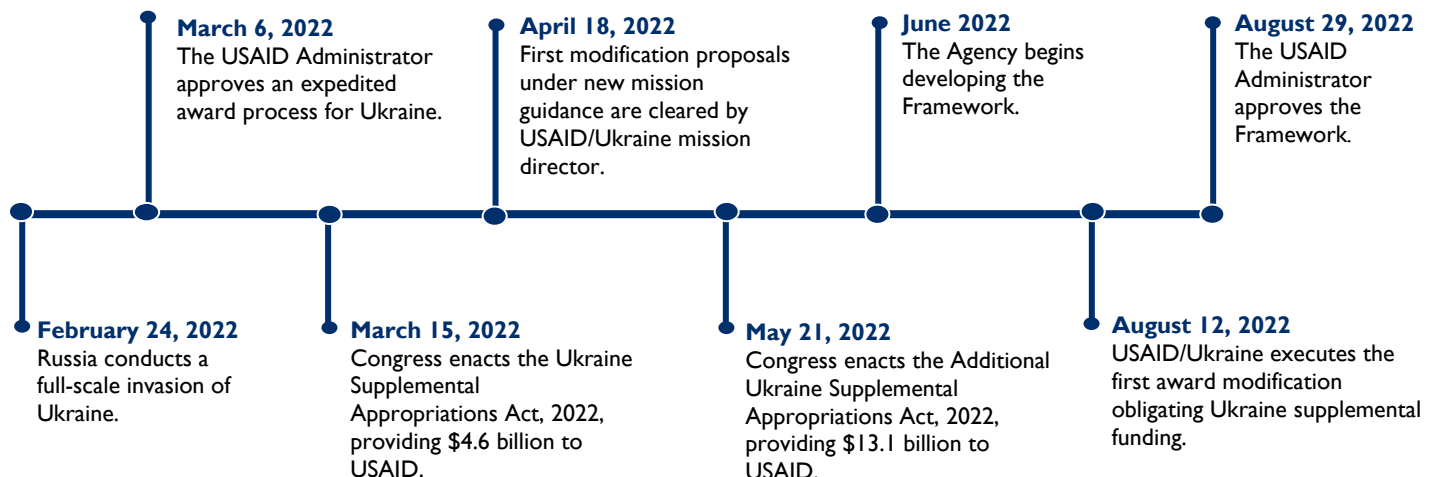 March 6, 2022
The USAID Administrator
approves an expedited
award process for Ukraine.
April 18, 2022
First modification proposals
under new mission
guidance are cleared by
USAID/Ukraine mission
director.
June 2022
The Agency begins
developing the
Framework.
August 29, 2022
The USAID
Administrator
approves the
Framework.
February 24, 2022
Russia conducts a
full-scale invasion of
Ukraine.
March 15, 2022
Congress enacts the Ukraine
Supplemental
Appropriations Act, 2022,
providing $4.6 billion to
USAID.
May 21, 2022
Congress enacts the Additional
Ukraine Supplemental
Appropriations Act, 2022,
providing $13.1 billion to
USAID.
August 12, 2022
USAID/Ukraine executes the
first award modification
obligating Ukraine supplemental
funding.